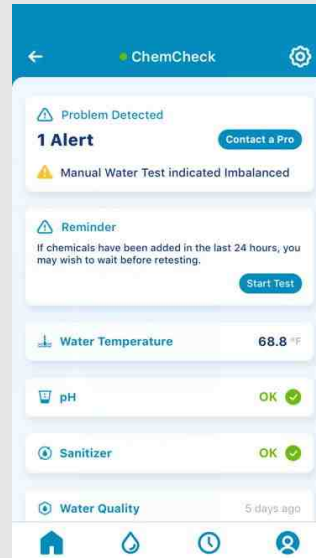 ChemCheck
Problem Detected
1 Alert
Contact a Pro
Manual Water Test indicated Imbalanced
Reminder
If chemicals have been added in the last 24 hours, you
may wish to wait before retesting.
Start Test
Water Temperature
68.8 °F
pH
OK
Sanitizer
OK
Water Quality
5 days ago